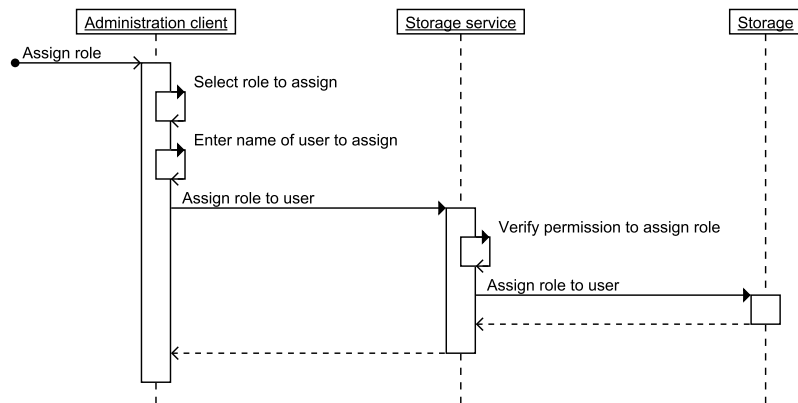 Administration client
Storage service
Storage
Assign role
Select role to assign
Enter name of user to assign
Assign role to user
Verify permission to assign role
Assign role to user